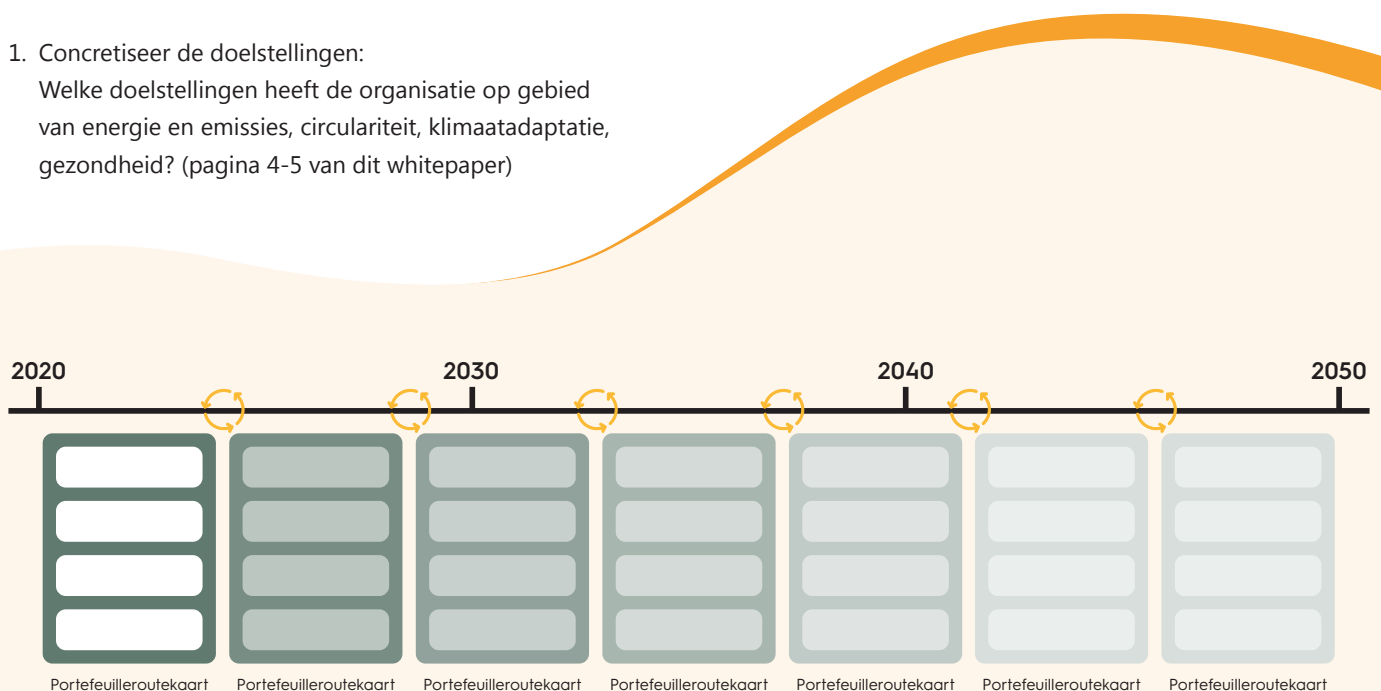 1. Concretiseer de doelstellingen:
Welke doelstellingen heeft de organisatie op gebied
van energie en emissies, circulariteit, klimaatadaptatie,
gezondheid? (pagina 4-5 van dit whitepaper)
2020 2030 2040 2050
Portefeuilleroutekaart Portefeuilleroutekaart Portefeuilleroutekaart Portefeuilleroutekaart Portefeuilleroutekaart Portefeuilleroutekaart Portefeuilleroutekaart